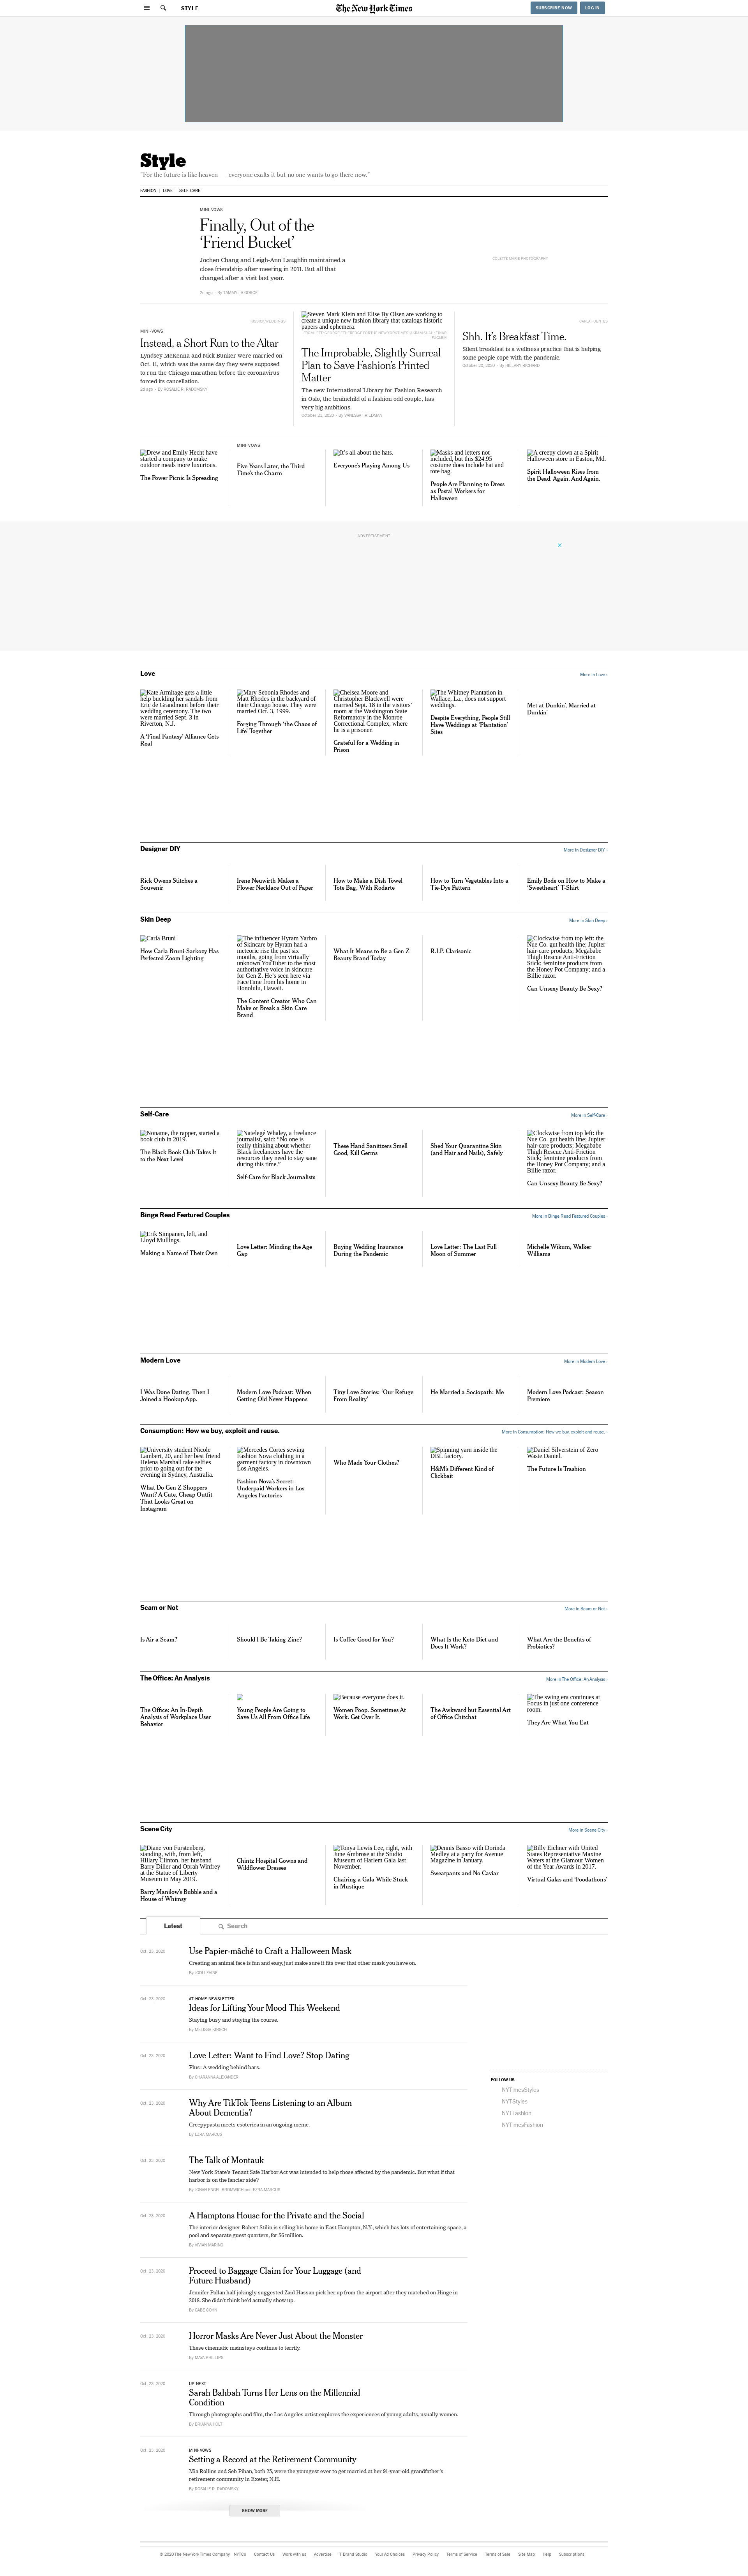 STYLE
The New York Times
SUBSCRIBE NOW
LOG IN
Style
"The future is like heaven — everyone exalts it but no one wants to go there now."
FASHION
LOVE
SELF-CARE
MINI-VOWS
Finally, Out of the
'Friend Bucket'
Jochen Chang and Leigh-Ann Laughlin maintained a
close friendship after meeting in 2011. But all that
changed after a visit last year.
2d ago • By TAMMY LA GORCE
COLETTE MARIE PHOTOGRAPHY
MINI-VOWS
Instead, a Short Run to the Altar
Lyndsey McKenna and Nick Bunker were married on
Oct. 11, which was the same day they were supposed
to run the Chicago marathon before the coronavirus
forced its cancellation.
2d ago • By ROSALIE R. RADOMSKY
Steven Mark Klein and Elise By Olsen are working to
create a unique new fashion library that catalogs historic
papers and ephemera.
The Improbable, Slightly Surreal
Plan to Save Fashion's Printed
Matter
The new International Library for Fashion Research
in Oslo, the brainchild of a fashion odd couple, has
very big ambitions.
October 21, 2020 • By VANESSA FRIEDMAN
Shh. It's Breakfast Time.
Silent breakfast is a wellness practice that is helping
some people cope with the pandemic.
October 20, 2020 • By HILLARY RICHARD
Drew and Emily Hecht have
started a company to make
outdoor meals more luxurious.
The Power Picnic Is Spreading
MINI-VOWS
Five Years Later, the Third
Time's the Charm
It's all about the hats.
Everyone's Playing Among Us
Masks and letters not
included, but this $24.95
costume does include hat and
tote bag.
People Are Planning to Dress
as Postal Workers for
Halloween
A creepy clown at a Spirit
Halloween store in Easton, Md.
Spirit Halloween Rises from
the Dead. Again. And Again.
ADVERTISEMENT
Love
More in Love ›
Kate Armitage gets a little
help by buckling her sandals from
Eric de Grandmont before their
wedding ceremony. The two
were married Sept. 3 in
Riverton, N.J.
A 'Final Fantasy' Alliance Gets
Real
Mary Sebonia Rhodes and
Matt Rhodes in the backyard of
their Chicago house. They were
married Oct. 3, 1999.
Forging Through 'the Chaos of
Life' Together
Chelsea Moore and
Christopher Blackwell were
married Sept. 18 in the visitors'
room at the Washington State
Reformatory in the Monroe
Correctional Complex, where
he is a prisoner.
Grateful for a Wedding in
Prison
The Whitney Plantation in
Wallace, La., does not support
weddings.
Despite Everything, People Still
Have Weddings at 'Plantation'
Sites
Met at Dunkin', Married at
Dunkin'
Designer DIY
More in Designer DIY ›
Rick Owens Stitches a
Souvenir
Irene Neuwirth Makes a
Flower Necklace Out of Paper
How to Make a Dish Towel
Tote Bag, With Rodarte
How to Turn Vegetables Into a
Tie-Dye Pattern
Emily Bode on How to Make a
'Sweetheart' T-Shirt
Skin Deep
More in Skin Deep ›
Carla Bruni
How Carla Bruni-Sarkozy Has
Perfected Zoom Lighting
The influencer Hyram Yarbro
of Skincare by Hyram had a
meteoric rise the past six
months, going from virtually
unknown YouTuber to the most
authoritative voice in skincare
for Gen Z. He's seen here via
FaceTime from his home in
Honolulu, Hawaii.
The Content Creator Who Can
Make or Break a Skin Care
Brand
What It Means to Be a Gen Z
Beauty Brand Today
R.I.P. Clarisonic
Clockwise from top left: the
Nue Co. gut health line; Jupiter
hair products; Megababe
Thigh Rescue Anti-Friction
Stick; feminine products from
the Honey Pot Company; and a
Billie razor.
Can Unsexy Beauty Be Sexy?
Self-Care
More in Self-Care ›
Noname, the rapper, started a
book club in 2019.
The Black Book Club Takes It
to the Next Level
Natelegé Whaley, a freelance
journalist, said: "No one is
really thinking about whether
Black freelancers have the
resources they need to stay sane
during this time."
Self-Care for Black Journalists
These Hand Sanitizers Smell
Good, Kill Germs
Shed Your Quarantine Skin
(and Hair and Nails), Safely
Clockwise from top left: the
Nue Co. gut health line; Jupiter
hair products; Megababe
Thigh Rescue Anti-Friction
Stick; feminine products from
the Honey Pot Company; and a
Billie razor.
Can Unsexy Beauty Be Sexy?
Binge Read Featured Couples
More in Binge Read Featured Couples ›
Erik Simpanen, left, and
Lloyd Mullings.
Making a Name of Their Own
Love Letter: Minding the Age
Gap
Buying Wedding Insurance
During the Pandemic
Love Letter: The Last Full
Moon of Summer
Michelle Wikum, Walker
Williams
Modern Love
More in Modern Love ›
I Was Done Dating. Then I
Joined a Hookup App.
Modern Love Podcast: When
Getting Old Never Happens
Tiny Love Stories: 'Our Refuge
From Reality'
He Married a Sociopath: Me
Modern Love Podcast: Season
Premiere
Consumption: How we buy, exploit and reuse.
More in Consumption: How we buy, exploit and reuse. ›
University student Nicole
Lambert, 20, and her best friend
Helena Marshall take selfies
prior to going out for the
evening in Sydney, Australia.
What Do Gen Z Shoppers
Want? A Cute, Cheap Outfit
That Looks Great on
Instagram
Mercedes Cortes sewing
Fashion Nova clothing in a
garment factory in downtown
Los Angeles.
Fashion Nova's Secret:
Underpaid Workers in Los
Angeles Factories
Who Made Your Clothes?
Spinning yarn inside the
DBL factory.
H&M's Different Kind of
Clickbait
Daniel Silverstein of Zero
Waste Daniel.
The Future Is Trashion
Scam or Not
More in Scam or Not ›
Is Air a Scam?
Should I Be Taking Zinc?
Is Coffee Good for You?
What Is the Keto Diet and
Does It Work?
What Are the Benefits of
Probiotics?
The Office: An Analysis
More in The Office: An Analysis ›
The Office: An In-Depth
Analysis of Workplace User
Behavior
Young People Are Going to
Save Us All From Office Life
Because everyone does it.
Women Poop. Sometimes At
Work. Get Over It.
The Awkward but Essential Art
of Office Chitchat
The swing era continues at
Focus in just one conference
room.
They Are What You Eat
Scene City
More in Scene City ›
Diane von Furstenberg,
standing, with, from left,
Hillary Clinton, her husband
Barry Diller and Oprah Winfrey
at the Statue of Liberty
Museum in May 2019.
Barry Manilow's Bubble and a
House of Whimsy
Chintz Hospital Gowns and
Wildflower Dresses
Tonya Lewis Lee, right, with
June Ambrose at the Studio
Museum of Harlem Gala last
November.
Chairing a Gala While Stuck
in Mustique
Dennis Basso with Dorinda
Medley at a party for Avenue
Magazine in January.
Sweatpants and No Caviar
Billy Eichner with United
States Representative Maxine
Waters at the Glamour Women
of the Year Awards in 2017.
Virtual Galas and 'Foodathons'
Latest
Search
Oct. 23, 2020
Use Papier-mâché to Craft a Halloween Mask
Creating an animal face is fun and easy, just make sure it fits over that other mask you have on.
By JODI LEVINE
Oct. 23, 2020
AT HOME NEWSLETTER
Ideas for Lifting Your Mood This Weekend
Staying busy and staying the course.
By MELISSA KIRSCH
Oct. 23, 2020
Love Letter: Want to Find Love? Stop Dating
Plus: A wedding behind bars.
By CHARANNA ALEXANDER
Oct. 23, 2020
Why Are TikTok Teens Listening to an Album
About Dementia?
Creepypasta meets esoterica in an ongoing meme.
By EZRA MARCUS
Oct. 23, 2020
The Talk of Montauk
New York State's Tenant Safe Harbor Act was intended to help those affected by the pandemic. But what if that
harbor is on the fancier side?
By JONAH ENGEL BROMWICH and EZRA MARCUS
Oct. 23, 2020
A Hamptons House for the Private and the Social
The interior designer Robert Stilin is selling his home in East Hampton, N.Y., which has lots of entertaining space, a
pool and separate guest quarters, for $6 million.
By VIVIAN MARINO
Oct. 23, 2020
Proceed to Baggage Claim for Your Luggage (and
Future Husband)
Jennifer Pollan half-jokingly suggested Zaid Hassan pick her up from the airport after they matched on Hinge in
2018. She didn't think he'd actually show up.
By GABE COHN
Oct. 23, 2020
Horror Masks Are Never Just About the Monster
These cinematic mainstays continue to terrify.
By MAYA PHILLIPS
Oct. 23, 2020
UP NEXT
Sarah Bahbah Turns Her Lens on the Millennial
Condition
Through photographs and film, the Los Angeles artist explores the experiences of young adults, usually women.
By BRIANNA HOLT
Oct. 23, 2020
MINI-VOWS
Setting a Record at the Retirement Community
Mia Rollins and Seb Pihan, both 25, were the youngest ever to get married at her 91-year-old grandfather's
retirement community in Exeter, N.H.
By ROSALIE R. RADOMSKY
SHOW MORE
FOLLOW US
NYTimesStyles
NYTStyles
NYTFashion
NYTimesFashion
© 2020 The New York Times Company
NYTCo
Contact Us
Work with us
Advertise
T Brand Studio
Your Ad Choices
Privacy Policy
Terms of Service
Terms of Sale
Site Map
Help
Subscriptions